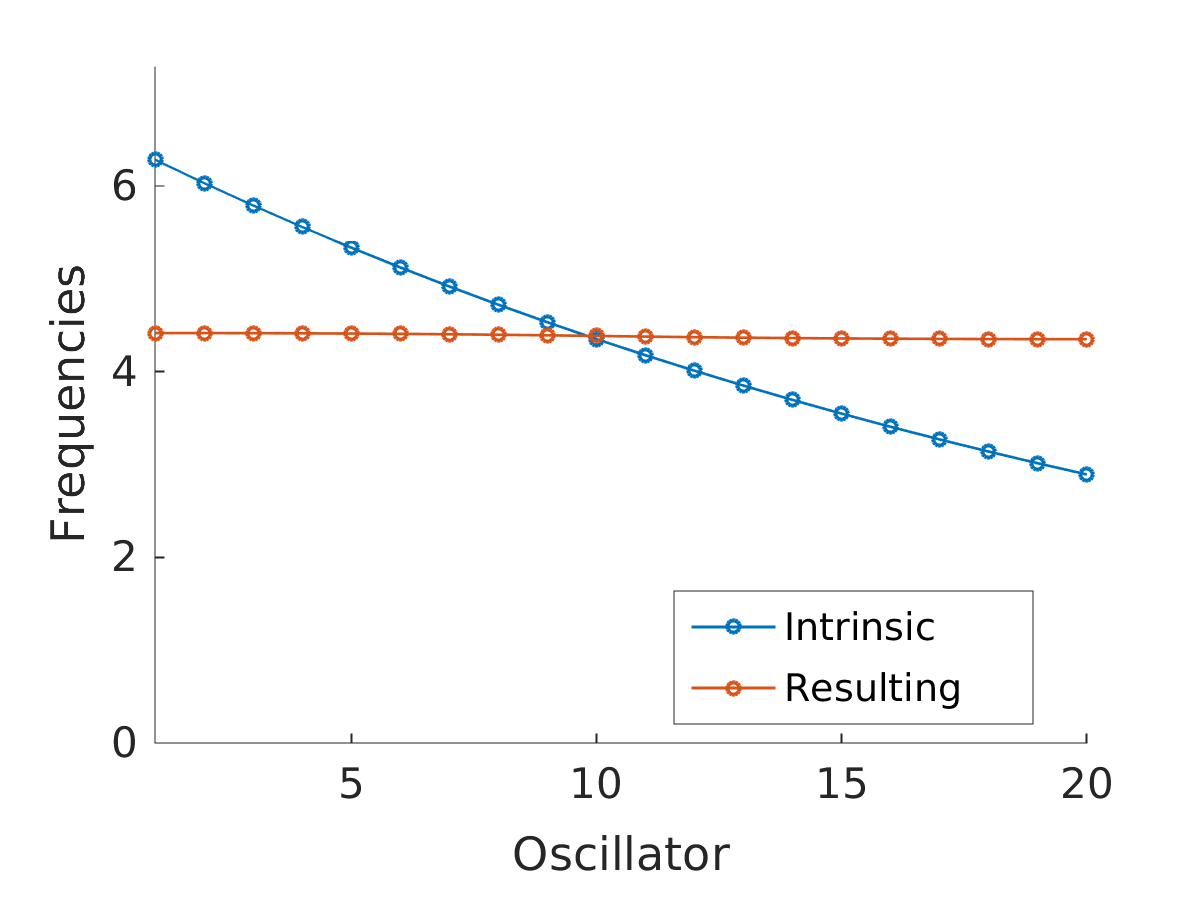 6
4
2
0
Frequencies
5 10 15 20
Oscillator
Intrinsic
Resulting